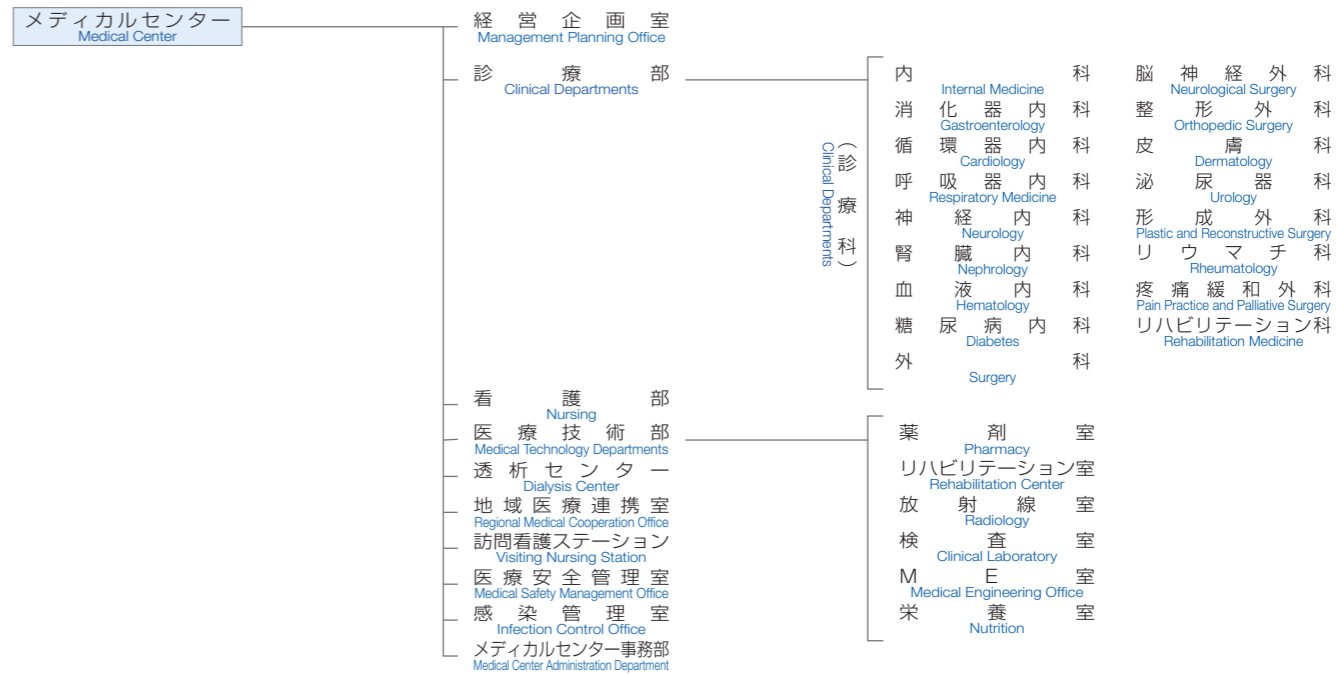 メディカルセンター
Medical Center
経営企画室
Management Planning Office
診療部
Clinical Departments
（診療科）
Clinical Departments
内科
Internal Medicine
消化器内科
Gastroenterology
循環器内科
Cardiology
呼吸器内科
Respiratory Medicine
神経内科
Neurology
腎臓内科
Nephrology
血液内科
Hematology
糖尿病内科
Diabetes
外科
Surgery
脳神経外科
Neurological Surgery
整形外科
Orthopedic Surgery
皮膚科
Dermatology
泌尿器科
Urology
形成外科
Plastic and Reconstructive Surgery
リウマチ科
Rheumatology
疼痛緩和外科
Pain Practice and Palliative Surgery
リハビリテーション科
Rehabilitation Medicine
看護部
Nursing
医療技術部
Medical Technology Departments
薬剤室
Pharmacy
リハビリテーション室
Rehabilitation Center
放射線室
Radiology
検査室
Clinical Laboratory
ＭＥ室
Medical Engineering Office
栄養室
Nutrition
透析センター
Dialysis Center
地域医療連携室
Regional Medical Cooperation Office
訪問看護ステーション
Visiting Nursing Station
医療安全管理室
Medical Safety Management Office
感染管理室
Infection Control Office
メディカルセンター事務部
Medical Center Administration Department